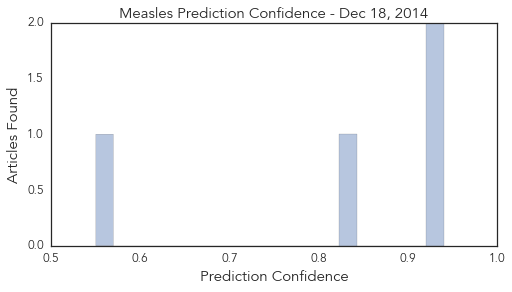 Measles Prediction Confidence - Dec 18, 2014
2.0
1.5
1.0
0.5
0.0
Articles Found
0.5 0.6 0.7 0.8 0.9 1.0
Prediction Confidence